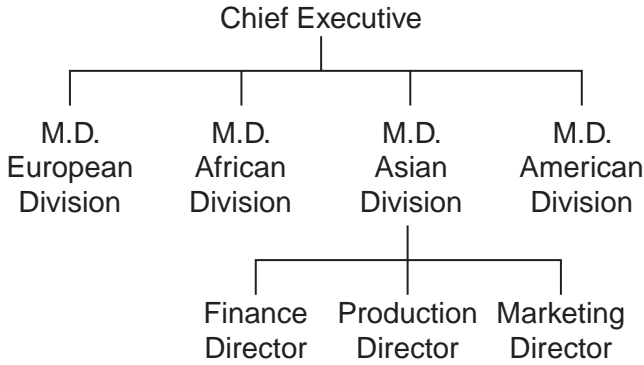 Chief Executive
M.D.
European
Division
M.D.
African
Division
M.D.
Asian
Division
M.D.
American
Division
Finance
Director
Production
Director
Marketing
Director